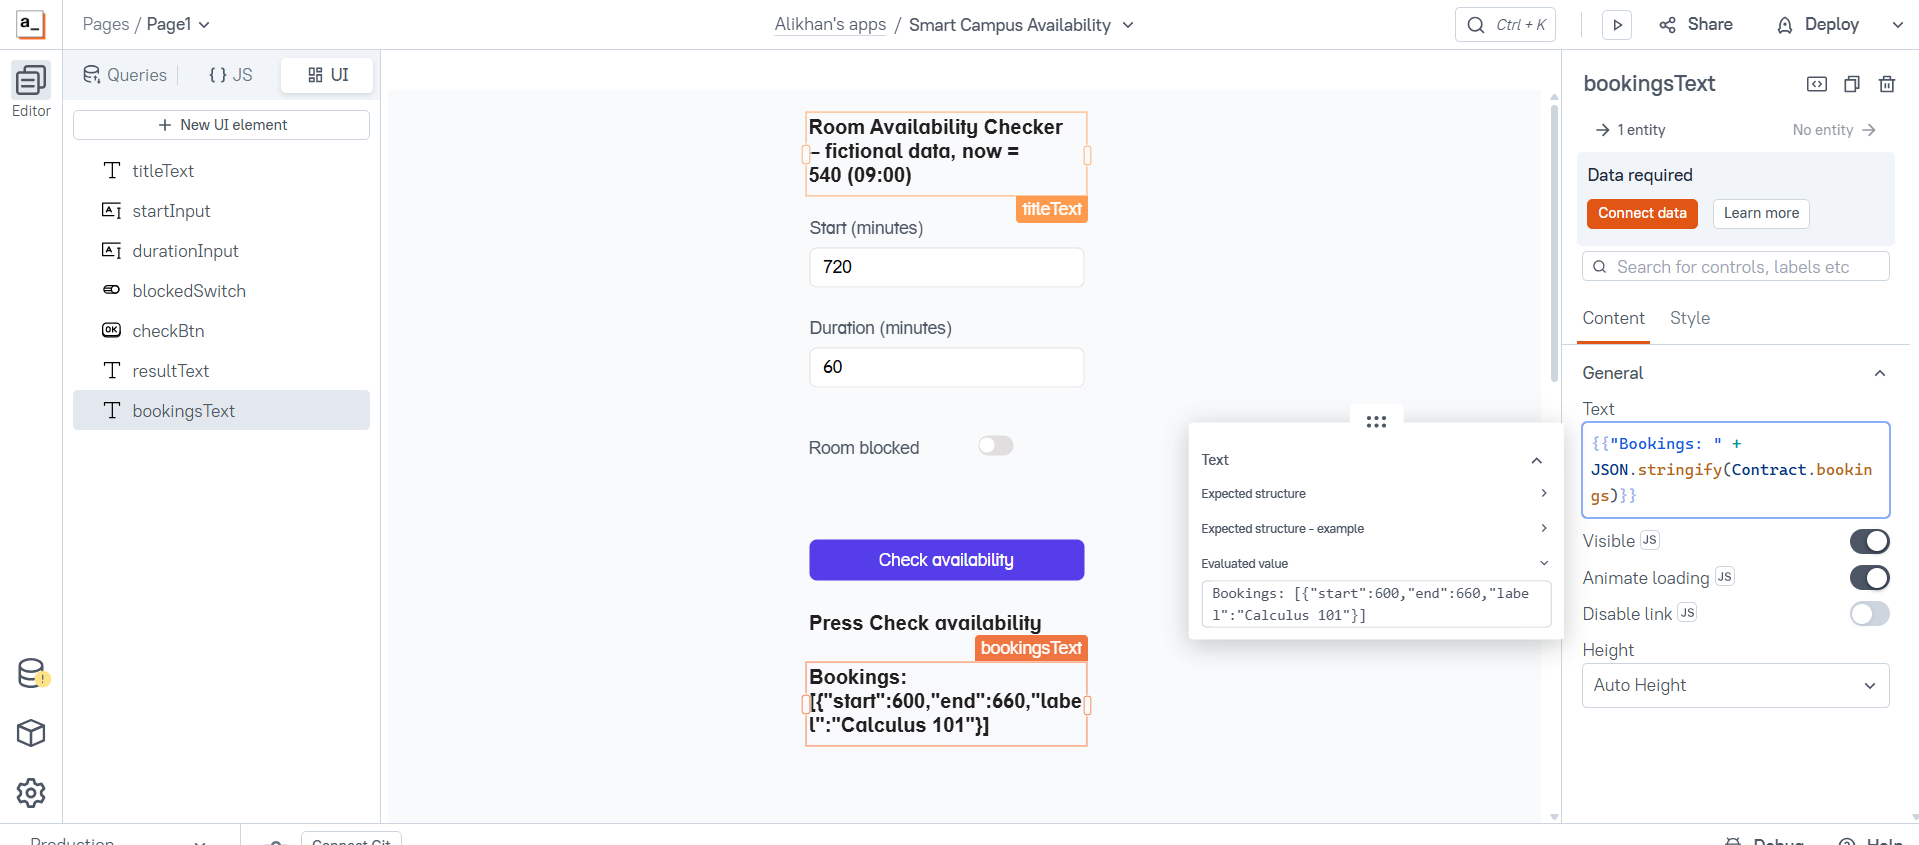 a_
Pages / Page1
Alikhan's apps / Smart Campus Availability
Ctrl + K
Share
Deploy
Editor
Queries
{ } JS
UI
New UI element
titleText
startInput
durationInput
blockedSwitch
OK
checkBtn
resultText
bookingsText
Room Availability Checker
– fictional data, now =
540 (09:00)
titleText
Start (minutes)
720
Duration (minutes)
60
Room blocked
Check availability
Press Check availability
bookingsText
Bookings:
[{"start":600,"end":660,"labe
l":"Calculus 101"}]
Text
Expected structure
Expected structure - example
Evaluated value
Bookings: [{"start":600,"end":660,"labe
l":"Calculus 101"}]
bookingsText
1 entity
No entity
Data required
Connect data
Learn more
Search for controls, labels etc
Content
Style
General
Text
{{"Bookings: " +
JSON.stringify(Contract.bookin
gs)}}
Visible JS
Animate loading JS
Disable link JS
Height
Auto Height
Production
Connect Git
Debug
Help